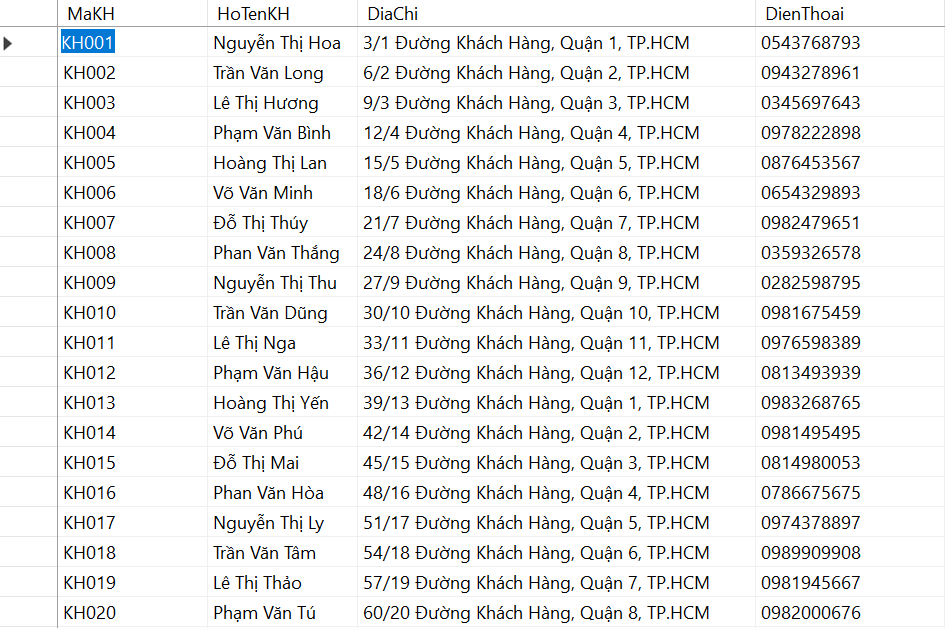 MaKH HoTenKH DiaChi DienThoai
KH001 Nguyễn Thị Hoa 3/1 Đường Khách Hàng, Quận 1, TP.HCM 0543768793
KH002 Trần Văn Long 6/2 Đường Khách Hàng, Quận 2, TP.HCM 0943278961
KH003 Lê Thị Hương 9/3 Đường Khách Hàng, Quận 3, TP.HCM 0345697643
KH004 Phạm Văn Bình 12/4 Đường Khách Hàng, Quận 4, TP.HCM 0978222898
KH005 Hoàng Thị Lan 15/5 Đường Khách Hàng, Quận 5, TP.HCM 0876453567
KH006 Võ Văn Minh 18/6 Đường Khách Hàng, Quận 6, TP.HCM 0654329893
KH007 Đỗ Thị Thúy 21/7 Đường Khách Hàng, Quận 7, TP.HCM 0982479651
KH008 Phan Văn Thắng 24/8 Đường Khách Hàng, Quận 8, TP.HCM 0359326578
KH009 Nguyễn Thị Thu 27/9 Đường Khách Hàng, Quận 9, TP.HCM 0282598795
KH010 Trần Văn Dũng 30/10 Đường Khách Hàng, Quận 10, TP.HCM 0981675459
KH011 Lê Thị Nga 33/11 Đường Khách Hàng, Quận 11, TP.HCM 0976598389
KH012 Phạm Văn Hậu 36/12 Đường Khách Hàng, Quận 12, TP.HCM 0813493939
KH013 Hoàng Thị Yến 39/13 Đường Khách Hàng, Quận 1, TP.HCM 0983268765
KH014 Võ Văn Phú 42/14 Đường Khách Hàng, Quận 2, TP.HCM 0981495495
KH015 Đỗ Thị Mai 45/15 Đường Khách Hàng, Quận 3, TP.HCM 0814980053
KH016 Phan Văn Hòa 48/16 Đường Khách Hàng, Quận 4, TP.HCM 0786675675
KH017 Nguyễn Thị Ly 51/17 Đường Khách Hàng, Quận 5, TP.HCM 0974378897
KH018 Trần Văn Tâm 54/18 Đường Khách Hàng, Quận 6, TP.HCM 0989909908
KH019 Lê Thị Thảo 57/19 Đường Khách Hàng, Quận 7, TP.HCM 0981945667
KH020 Phạm Văn Tú 60/20 Đường Khách Hàng, Quận 8, TP.HCM 0982000676